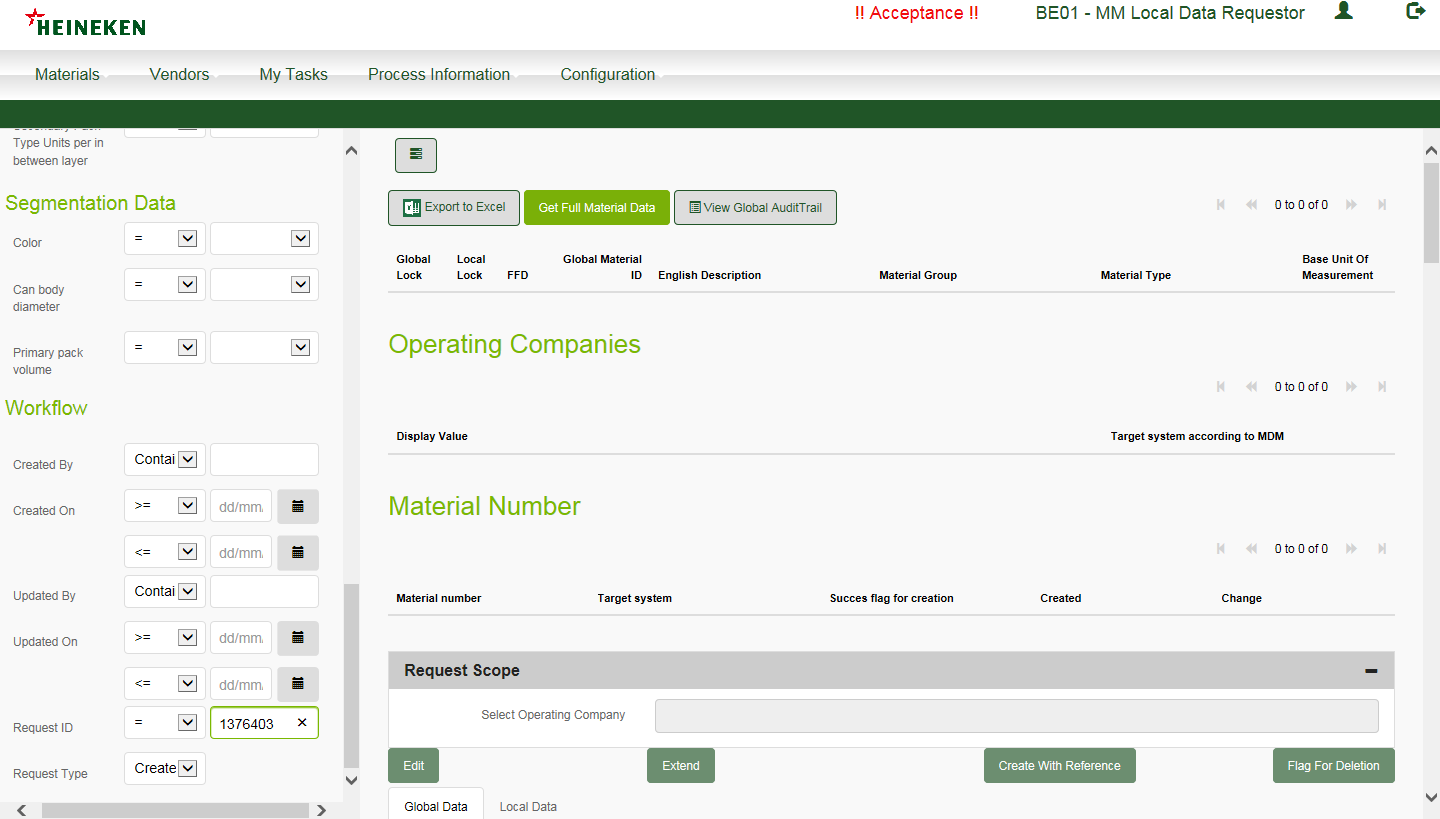 HEINEKEN
!! Acceptance !!
BE01 - MM Local Data Requestor
Materials
Vendors
My Tasks
Process Information
Configuration
Secondary Pack
Type Units per in
between layer
Segmentation Data
Color
=
Can body
diameter
=
Primary pack
volume
=
Workflow
Created By
Contai
Created On
>=
dd/mm/
<=
dd/mm/
Updated By
Contai
Updated On
>=
dd/mm/
<=
dd/mm/
Request ID
=
1376403
Request Type
Create
Export to Excel
Get Full Material Data
View Global AuditTrail
0 to 0 of 0
Global
Lock
Local
Lock
FFD
Global Material
ID
English Description
Material Group
Material Type
Base Unit Of
Measurement
Operating Companies
0 to 0 of 0
Display Value
Target system according to MDM
Material Number
0 to 0 of 0
Material number
Target system
Succes flag for creation
Created
Change
Request Scope
Select Operating Company
Edit
Extend
Create With Reference
Flag For Deletion
Global Data
Local Data